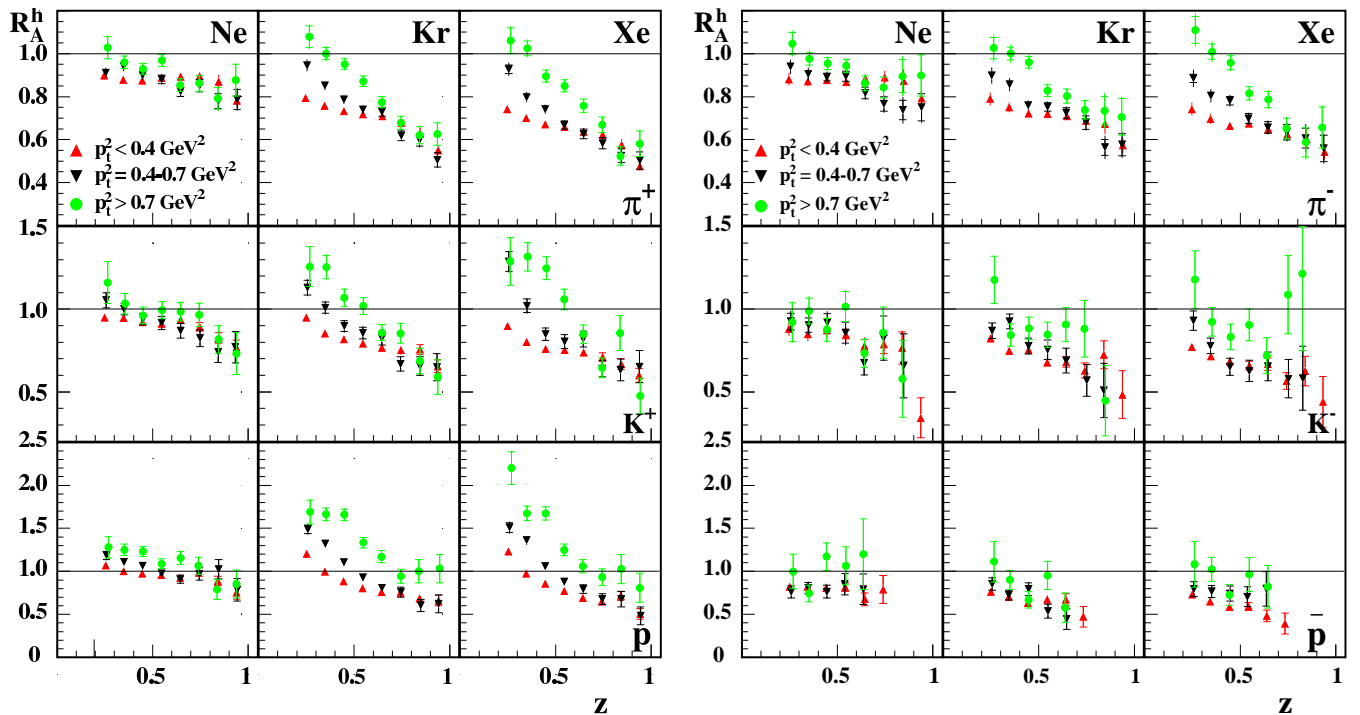 R_A^h Ne Kr Xe R_A^h Ne Kr Xe
1.0 1.0
0.8 0.8
0.6 p_t^2 < 0.4 GeV^2 0.6 p_t^2 < 0.4 GeV^2
p_t^2 = 0.4-0.7 GeV^2 p_t^2 = 0.4-0.7 GeV^2
0.4 0.4
p_t^2 > 0.7 GeV^2 π^+ p_t^2 > 0.7 GeV^2 π^-
1.5 1.5
1.0 1.0
0.5 0.5
K^+ K^-
2.5 2.5
2.0 2.0
1.5 1.5
1.0 1.0
0.5 0.5
p p̄
0 0
0.5 0.5 0.5 1 0.5 0.5 0.5 1
z z